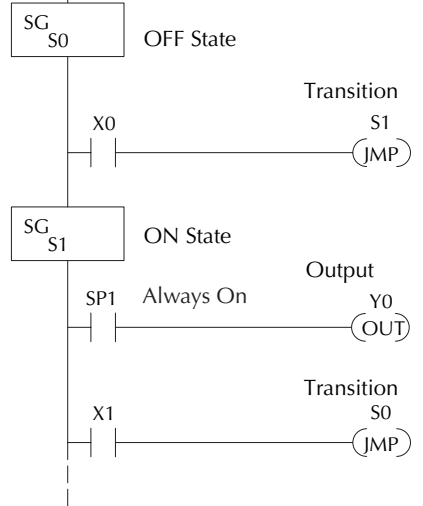 SG
S0
OFF State
Transition
X0
S1
JMP
SG
S1
ON State
Output
SP1
Always On
Y0
OUT
Transition
X1
S0
JMP